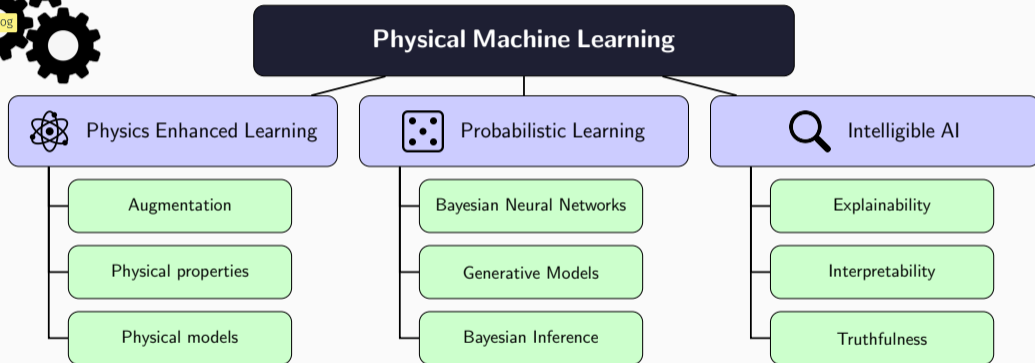 og
Physical Machine Learning
Physics Enhanced Learning
Probabilistic Learning
Intelligible AI
Augmentation
Bayesian Neural Networks
Explainability
Physical properties
Generative Models
Interpretability
Physical models
Bayesian Inference
Truthfulness